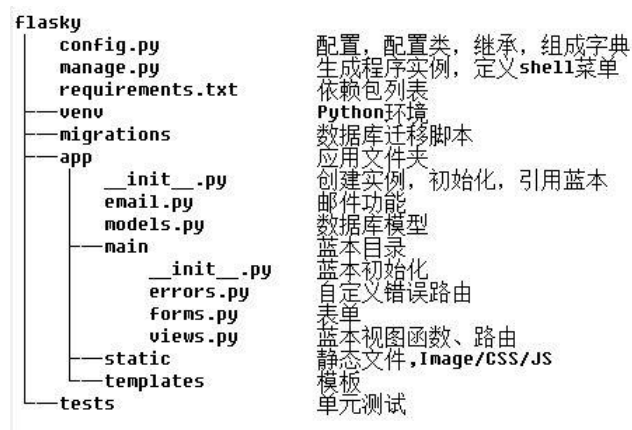 flasky
config.py 配置，配置类，继承，组成字典
manage.py 生成程序实例，定义shell菜单
requirements.txt 依赖包列表
venv Python环境
migrations 数据库迁移脚本
app 应用文件夹
__init__.py 创建实例，初始化，引用蓝本
email.py 邮件功能
models.py 数据库模型
main 蓝本目录
__init__.py 蓝本初始化
errors.py 自定义错误路由
forms.py 表单
views.py 蓝本视图函数、路由
static 静态文件,Image/CSS/JS
templates 模板
tests 单元测试